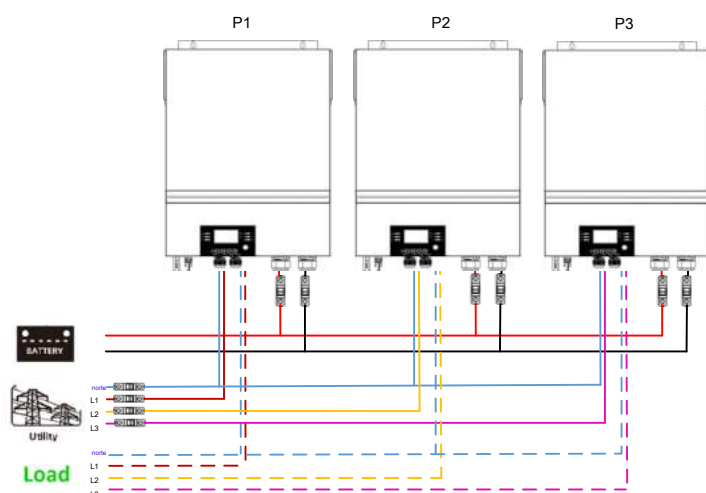 P1 P2 P3
BATTERY
norte
L1
L2
L3
Utility
norte
L1
L2
Load